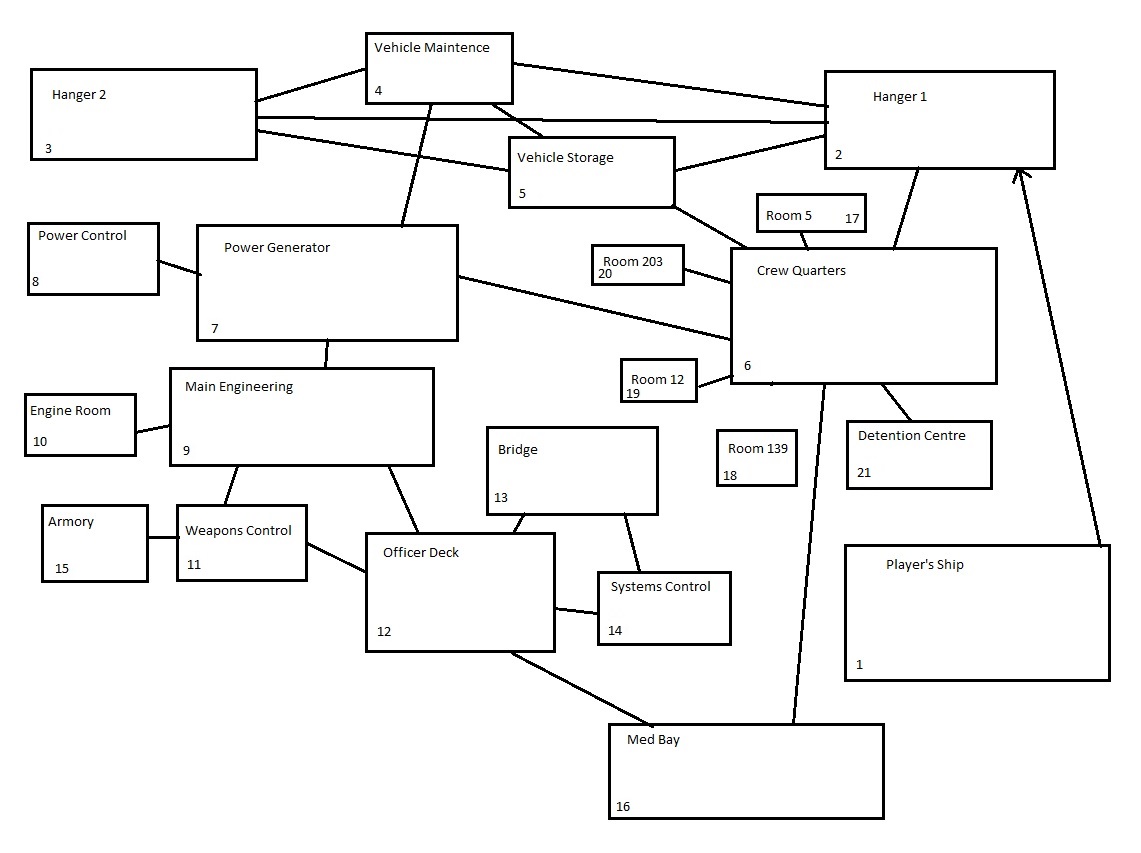 Vehicle Maintence
4
Hanger 2
3
Hanger 1
2
Vehicle Storage
5
Room 5 17
Power Control
8
Power Generator
7
Room 203
20
Crew Quarters
6
Room 12
19
Main Engineering
9
Engine Room
10
Bridge
13
Room 139
18
Detention Centre
21
Armory
15
Weapons Control
11
Officer Deck
12
Systems Control
14
Player's Ship
1
Med Bay
16